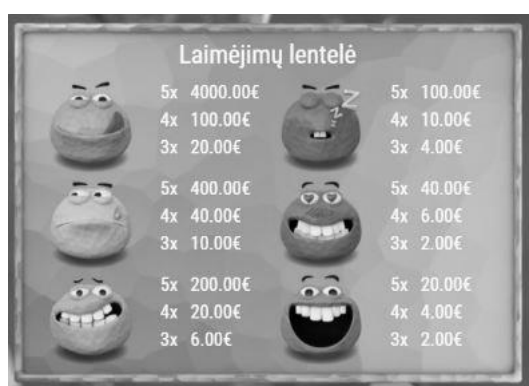 Laimėjimų lentelė
5x 4000.00€
4x 100.00€
3x 20.00€
5x 100.00€
4x 10.00€
3x 4.00€
5x 400.00€
4x 40.00€
3x 10.00€
5x 40.00€
4x 6.00€
3x 2.00€
5x 200.00€
4x 20.00€
3x 6.00€
5x 20.00€
4x 4.00€
3x 2.00€
zzZ